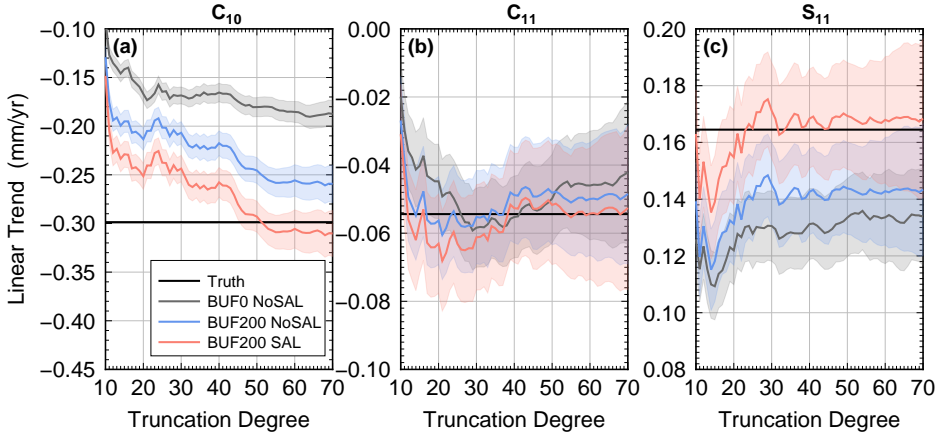 C10
C11
S11
(a)
(b)
(c)
Linear Trend (mm/yr)
−0.10
−0.15
−0.20
−0.25
−0.30
−0.35
−0.40
−0.45
0.00
−0.02
−0.04
−0.06
−0.08
−0.10
0.20
0.18
0.16
0.14
0.12
0.10
0.08
Truth
BUF0 NoSAL
BUF200 NoSAL
BUF200 SAL
10 20 30 40 50 60 70
10 20 30 40 50 60 70
10 20 30 40 50 60 70
Truncation Degree
Truncation Degree
Truncation Degree